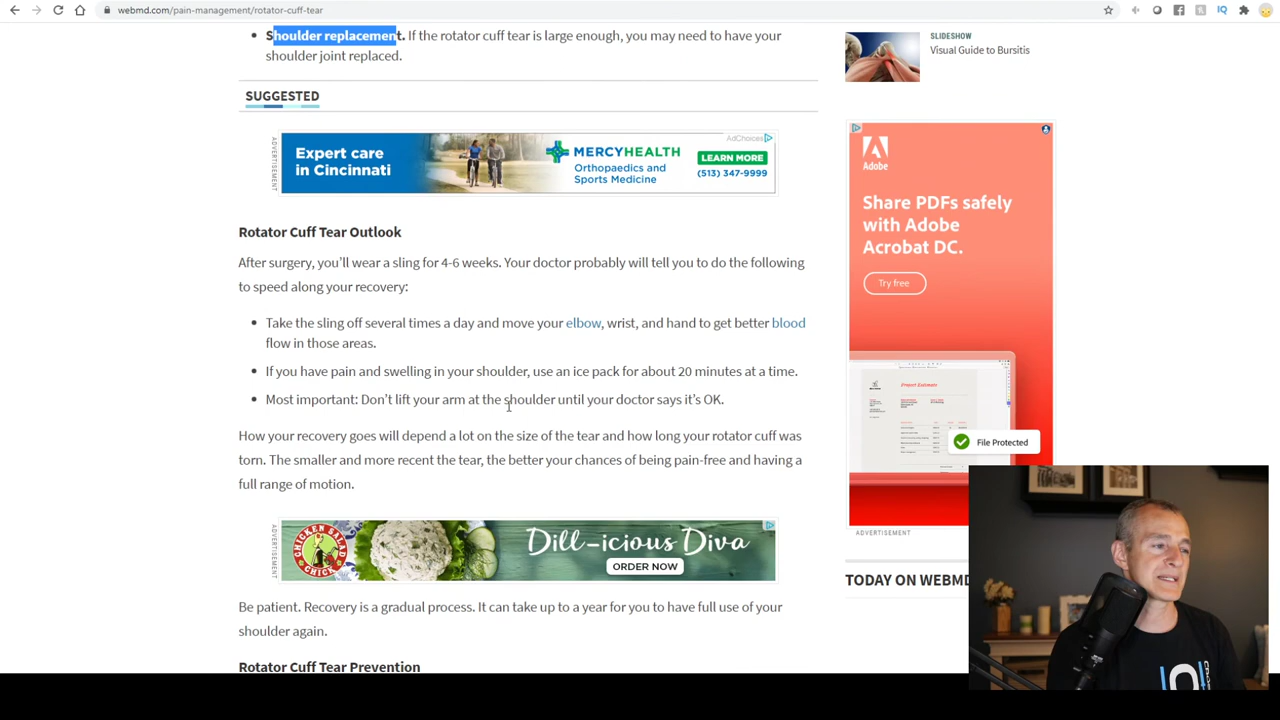 webmd.com/pain-management/rotator-cuff-tear
Shoulder replacement. If the rotator cuff tear is large enough, you may need to have your
shoulder joint replaced.
SLIDESHOW
Visual Guide to Bursitis
SUGGESTED
ADVERTISEMENT
Expert care
in Cincinnati
MERCYHEALTH
Orthopaedics and
Sports Medicine
AdChoices
LEARN MORE
(513) 347-9999
Adobe
Share PDFs safely
with Adobe
Acrobat DC.
Try free
File Protected
ADVERTISEMENT
Rotator Cuff Tear Outlook
After surgery, you’ll wear a sling for 4-6 weeks. Your doctor probably will tell you to do the following
to speed along your recovery:
• Take the sling off several times a day and move your elbow, wrist, and hand to get better blood
flow in those areas.
• If you have pain and swelling in your shoulder, use an ice pack for about 20 minutes at a time.
• Most important: Don’t lift your arm at the shoulder until your doctor says it’s OK.
How your recovery goes will depend a lot on the size of the tear and how long your rotator cuff was
torn. The smaller and more recent the tear, the better your chances of being pain-free and having a
full range of motion.
ADVERTISEMENT
CHICKEN SALAD
CHICK
Dill-icious Diva
ORDER NOW
TODAY ON WEBMD
Be patient. Recovery is a gradual process. It can take up to a year for you to have full use of your
shoulder again.
Rotator Cuff Tear Prevention